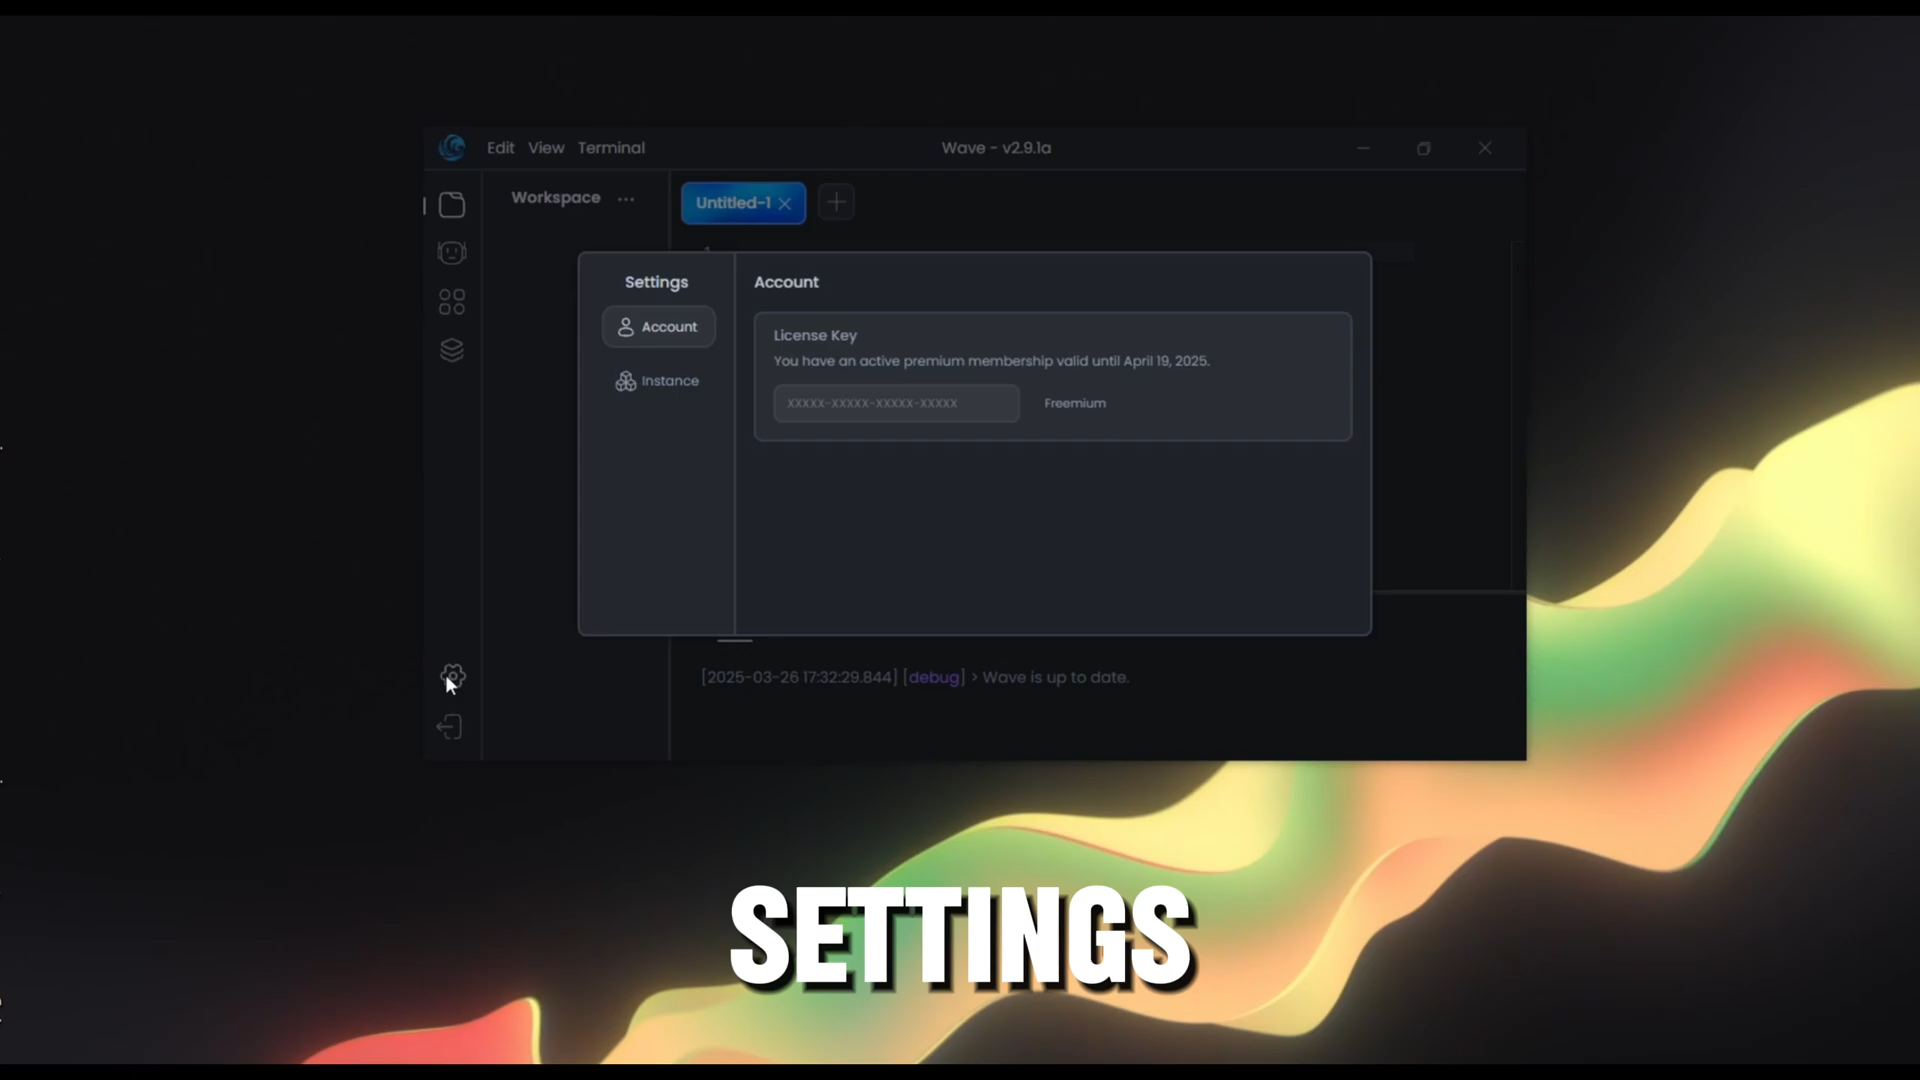 Edit View Terminal
Wave - v2.9.1a
Workspace ...
Untitled-1
1
Settings
Account
Instance
Account
License Key
You have an active premium membership valid until April 19, 2025.
XXXXX-XXXXX-XXXXX-XXXXX
Freemium
[2025-03-26 17:32:29.844] [debug] > Wave is up to date.
SETTINGS